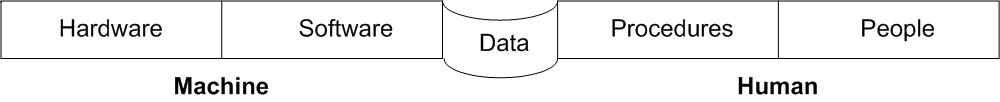 Hardware Software Data Procedures People
Machine Human